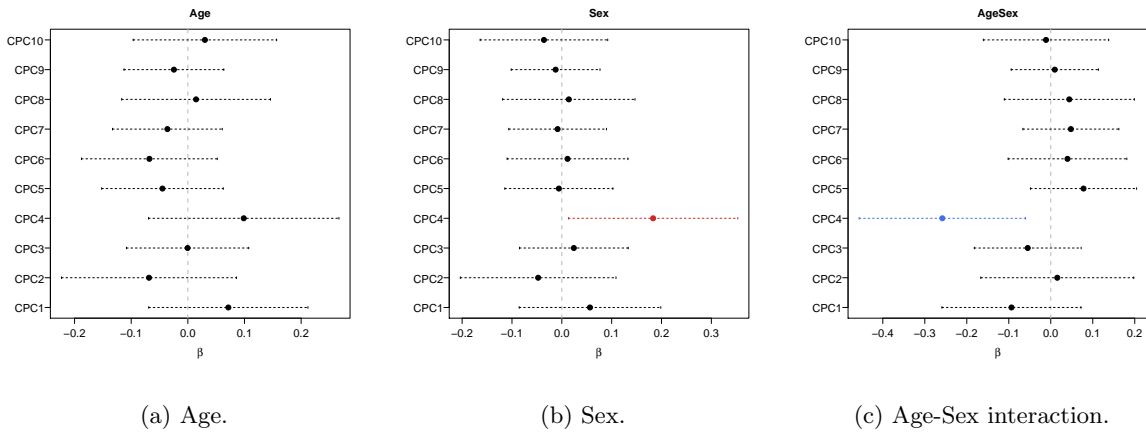 Age
CPC10
CPC9
CPC8
CPC7
CPC6
CPC5
CPC4
CPC3
CPC2
CPC1
−0.2 −0.1 0.0 0.1 0.2
β
(a) Age.
Sex
CPC10
CPC9
CPC8
CPC7
CPC6
CPC5
CPC4
CPC3
CPC2
CPC1
−0.2 −0.1 0.0 0.1 0.2 0.3
β
(b) Sex.
AgeSex
CPC10
CPC9
CPC8
CPC7
CPC6
CPC5
CPC4
CPC3
CPC2
CPC1
−0.4 −0.3 −0.2 −0.1 0.0 0.1 0.2
β
(c) Age-Sex interaction.